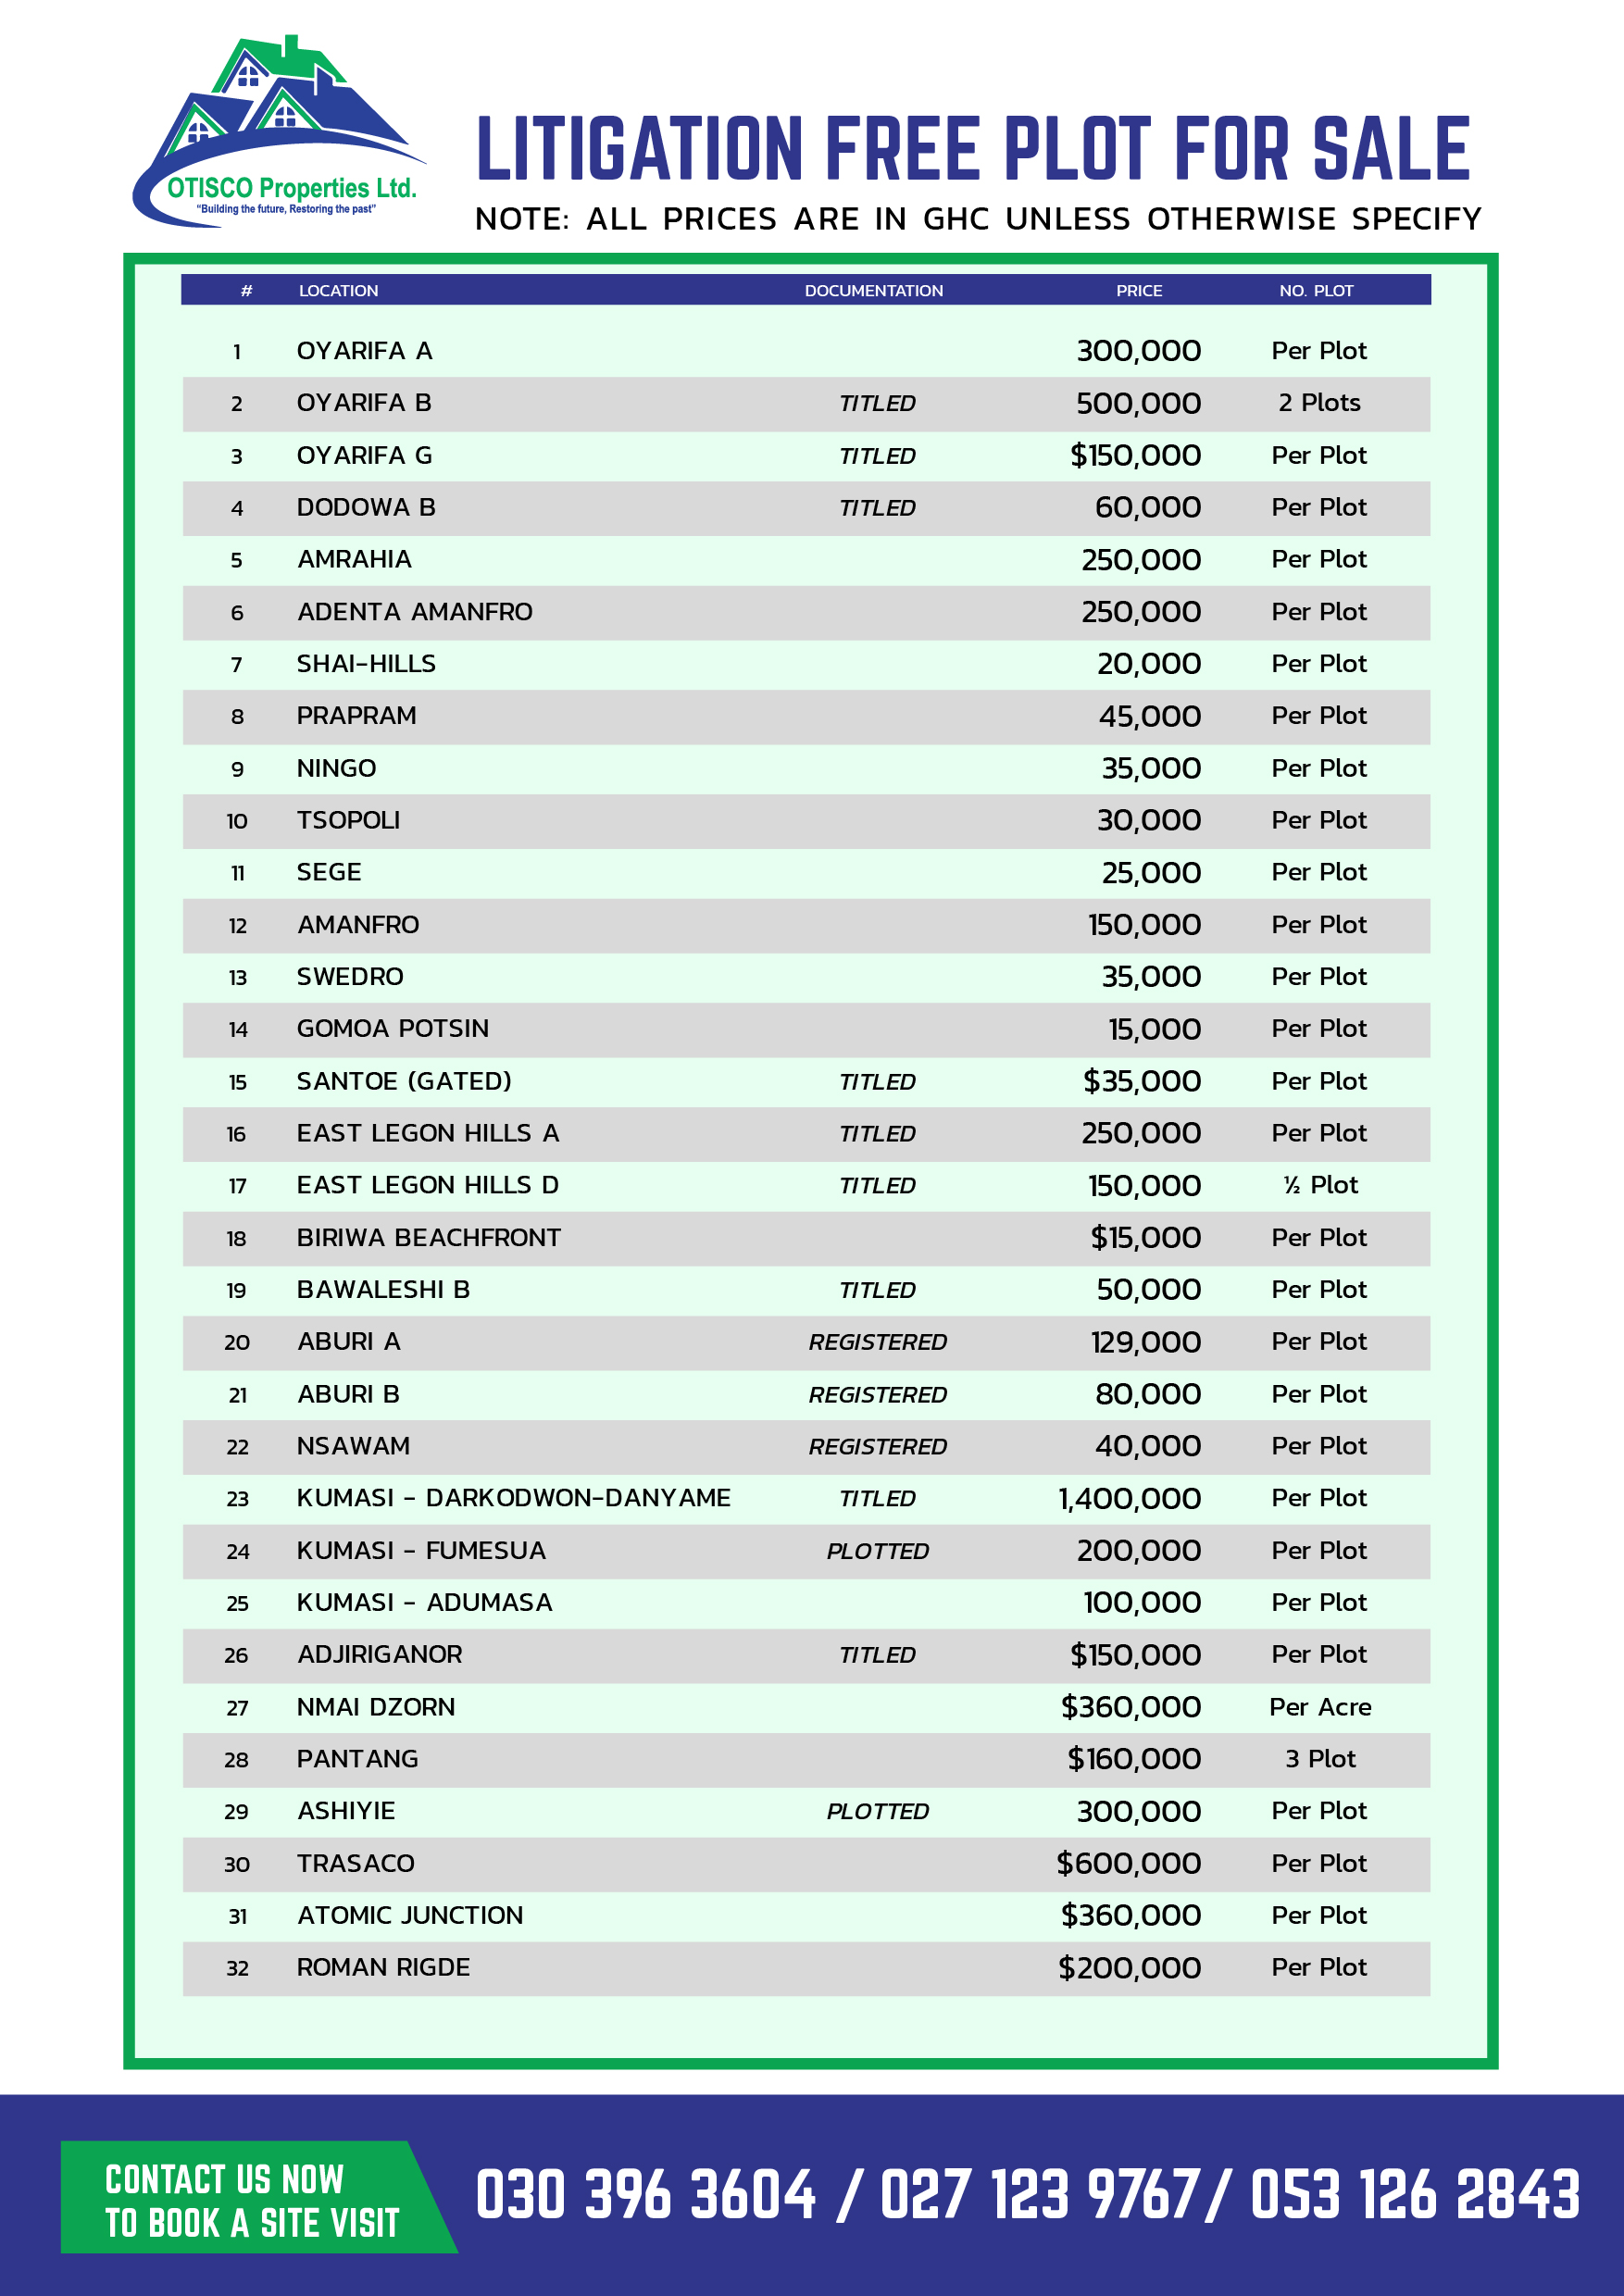 OTISCO Properties Ltd.
"Building the future, Restoring the past"
LITIGATION FREE PLOT FOR SALE
NOTE: ALL PRICES ARE IN GHC UNLESS OTHERWISE SPECIFY
# LOCATION DOCUMENTATION PRICE NO. PLOT
1 OYARIFA A 300,000 Per Plot
2 OYARIFA B TITLED 500,000 2 Plots
3 OYARIFA G TITLED $150,000 Per Plot
4 DODOWA B TITLED 60,000 Per Plot
5 AMRAHIA 250,000 Per Plot
6 ADENTA AMANFRO 250,000 Per Plot
7 SHAI-HILLS 20,000 Per Plot
8 PRAPRAM 45,000 Per Plot
9 NINGO 35,000 Per Plot
10 TSOPOLI 30,000 Per Plot
11 SEGE 25,000 Per Plot
12 AMANFRO 150,000 Per Plot
13 SWEDRO 35,000 Per Plot
14 GOMOA POTSIN 15,000 Per Plot
15 SANTOE (GATED) TITLED $35,000 Per Plot
16 EAST LEGON HILLS A TITLED 250,000 Per Plot
17 EAST LEGON HILLS D TITLED 150,000 ½ Plot
18 BIRIWA BEACHFRONT $15,000 Per Plot
19 BAWALESHI B TITLED 50,000 Per Plot
20 ABURI A REGISTERED 129,000 Per Plot
21 ABURI B REGISTERED 80,000 Per Plot
22 NSAWAM REGISTERED 40,000 Per Plot
23 KUMASI - DARKODWON-DANYAME TITLED 1,400,000 Per Plot
24 KUMASI - FUMESUA PLOTTED 200,000 Per Plot
25 KUMASI - ADUMASA 100,000 Per Plot
26 ADJIRIGANOR TITLED $150,000 Per Plot
27 NMAI DZORN $360,000 Per Acre
28 PANTANG $160,000 3 Plot
29 ASHIYIE PLOTTED 300,000 Per Plot
30 TRASACO $600,000 Per Plot
31 ATOMIC JUNCTION $360,000 Per Plot
32 ROMAN RIGDE $200,000 Per Plot
CONTACT US NOW
TO BOOK A SITE VISIT
030 396 3604 / 027 123 9767/ 053 126 2843